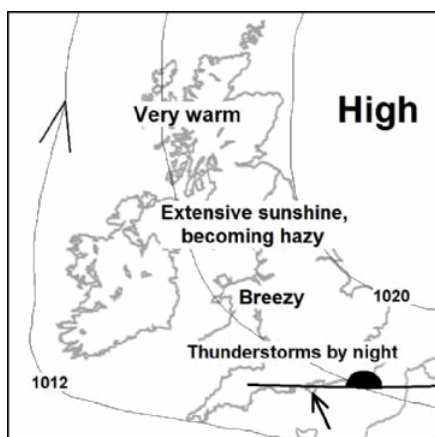 High
Very warm
Extensive sunshine,
becoming hazy
Breezy
1020
Thunderstorms by night
1012